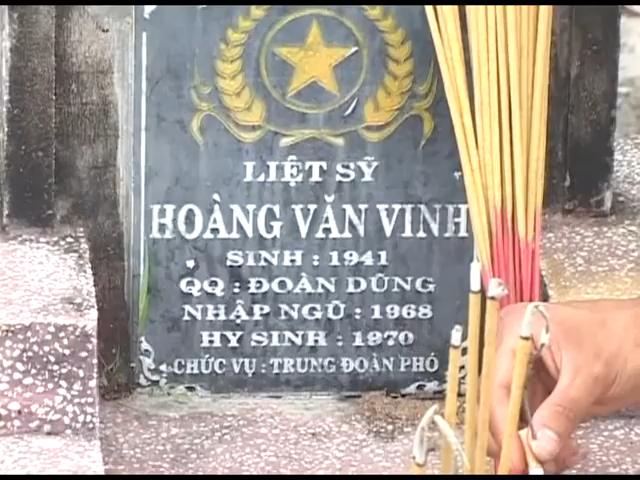 LIỆT SỸ
HOÀNG VĂN VINH
SINH : 1941
QQ : ĐOÀN DŨNG
NHẬP NGŨ : 1968
HY SINH : 1970
CHỨC VỤ : TRUNG ĐOÀN PHÓ